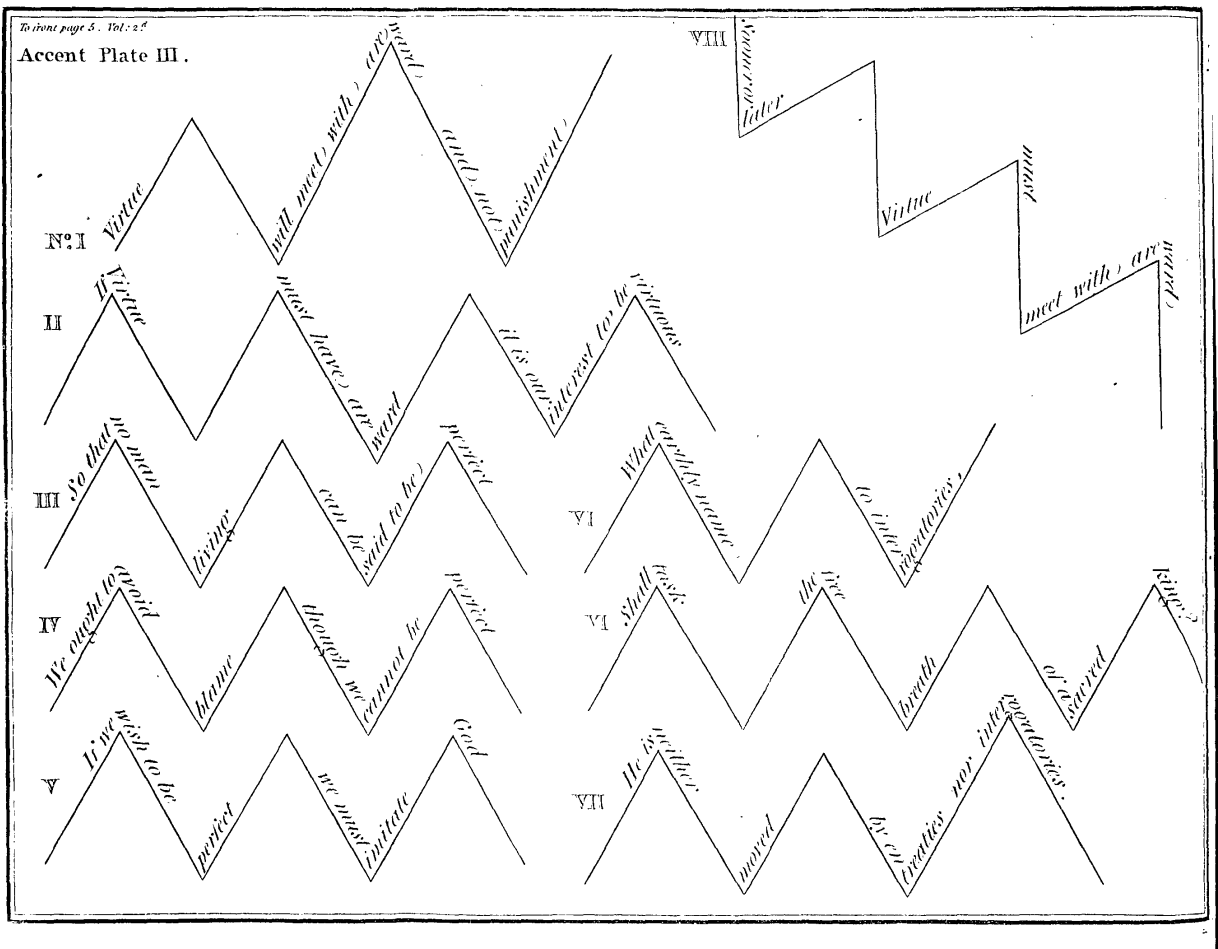 To front page 5. Vol: 2.d
Accent Plate III.
No. I
Virtue will meet with a reward, and not punishment
II
If Virtue must have a reward it is our interest to be virtuous
III
So that no man living can be said to be perfect
IV
We ought to avoid blame though we cannot be perfect
V
If we wish to be perfect we must imitate God
VI
What earthly name to interrogatories,
VI
Shall task the free breath of a sacred king?
VII
He is neither moved by entreaties nor interrogatories.
VIII
Sooner or later Virtue must meet with a reward,